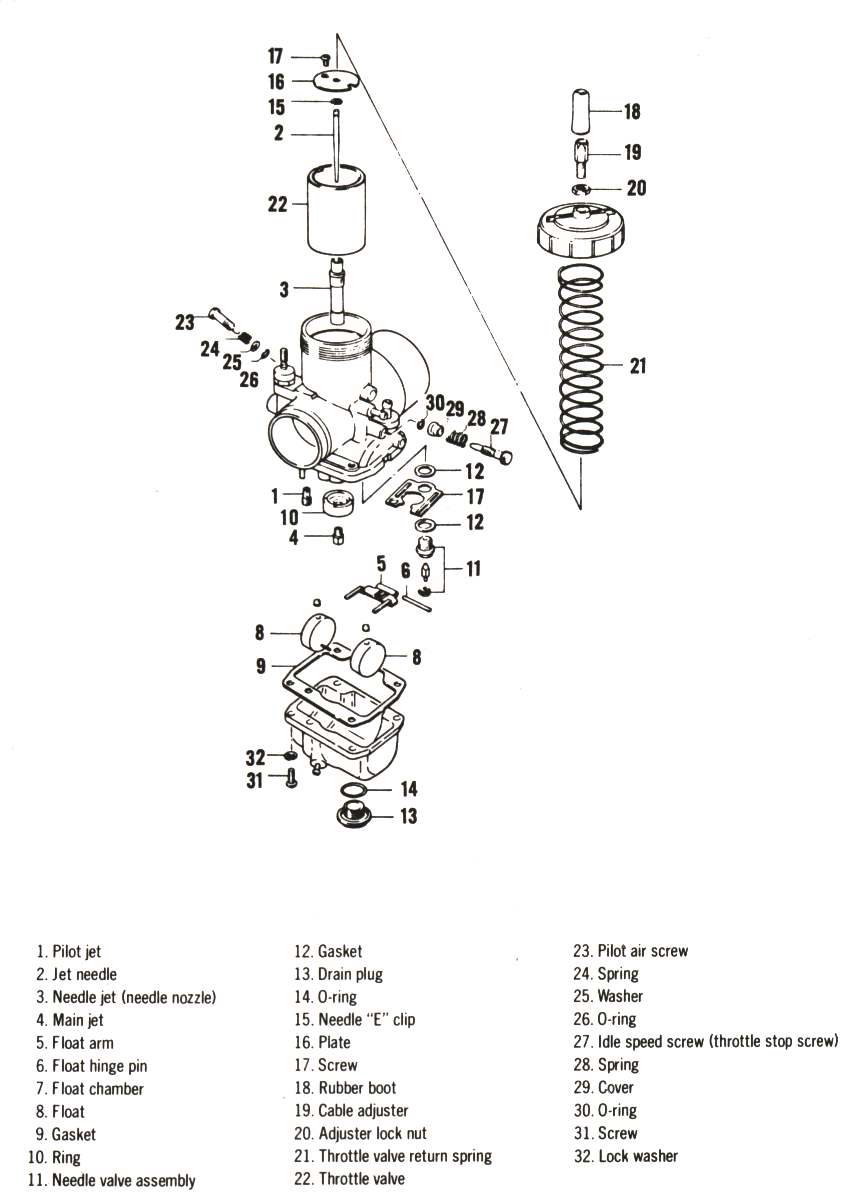 17
16
18
15
2
19
20
22
3
23
24
25
26
21
30
29
28
27
12
1
17
10
12
4
5
6
11
8
8
9
32
31
14
13
1. Pilot jet
2. Jet needle
3. Needle jet (needle nozzle)
4. Main jet
5. Float arm
6. Float hinge pin
7. Float chamber
8. Float
9. Gasket
10. Ring
11. Needle valve assembly
12. Gasket
13. Drain plug
14. O-ring
15. Needle “E” clip
16. Plate
17. Screw
18. Rubber boot
19. Cable adjuster
20. Adjuster lock nut
21. Throttle valve return spring
22. Throttle valve
23. Pilot air screw
24. Spring
25. Washer
26. O-ring
27. Idle speed screw (throttle stop screw)
28. Spring
29. Cover
30. O-ring
31. Screw
32. Lock washer